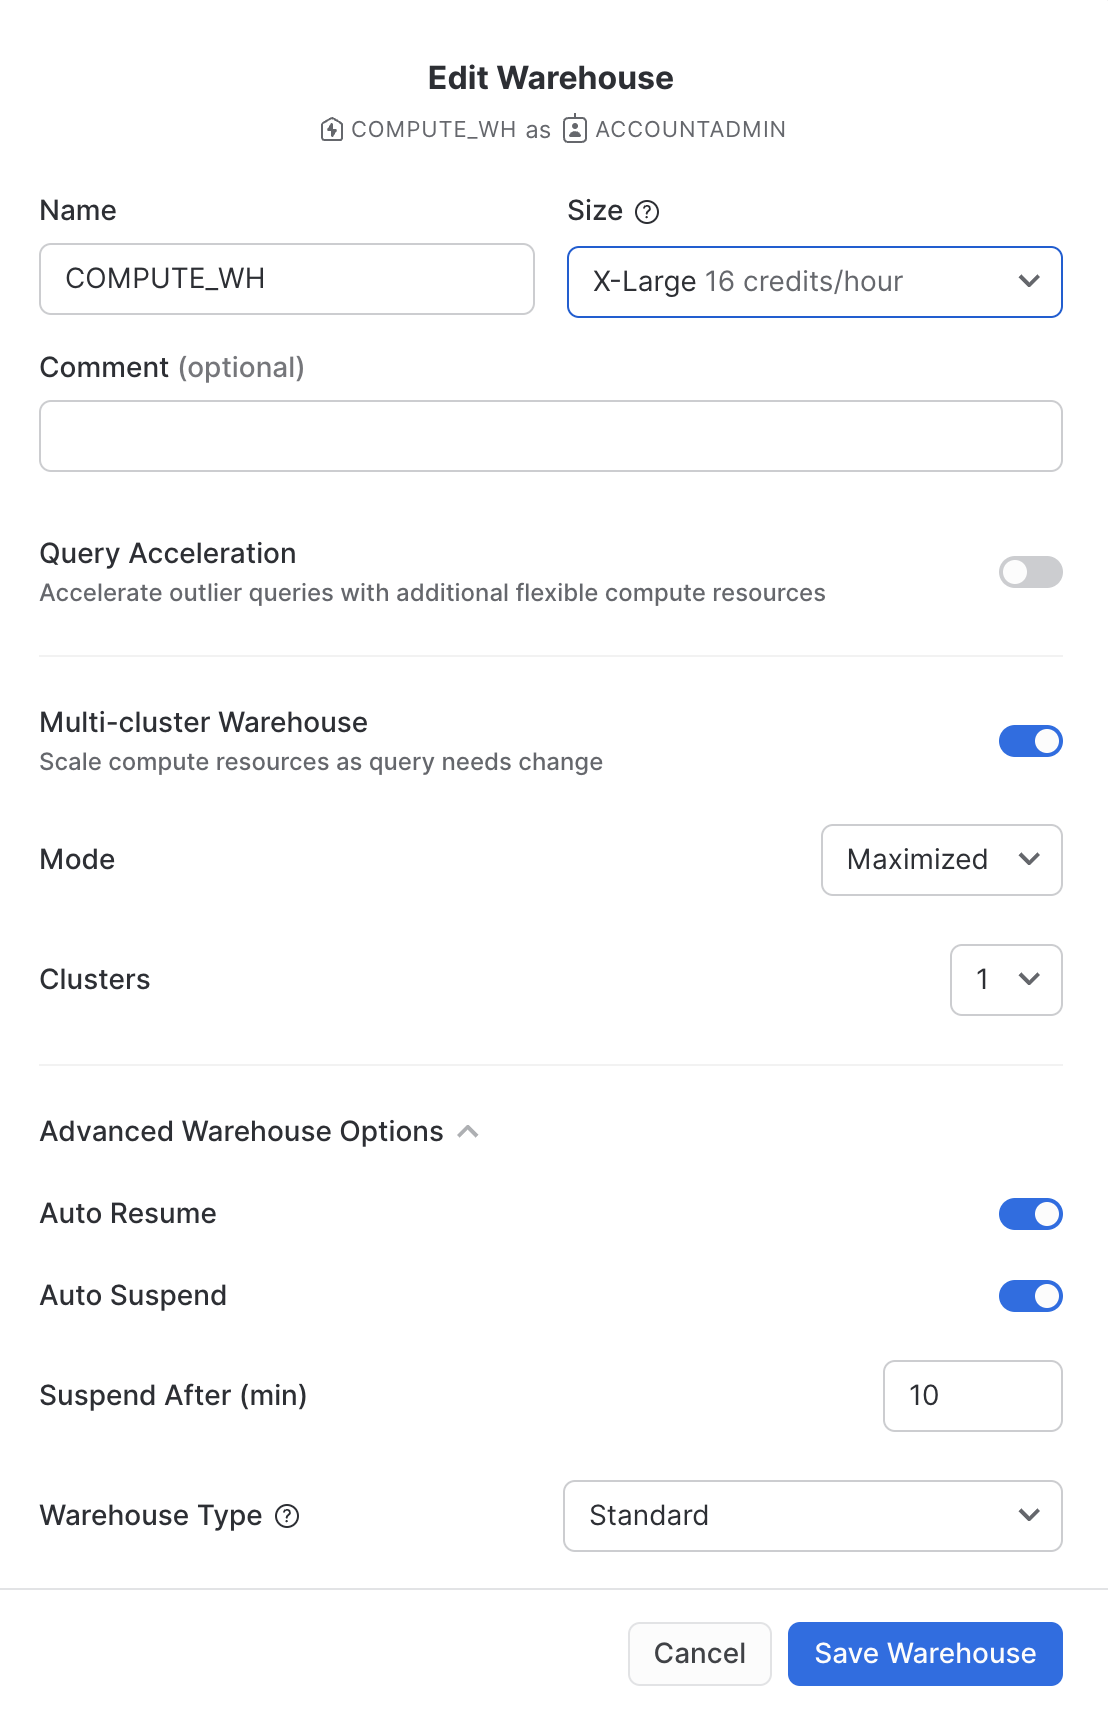 Edit Warehouse
COMPUTE_WH as ACCOUNTADMIN
Name
Size
COMPUTE_WH
X-Large 16 credits/hour
Comment (optional)
Query Acceleration
Accelerate outlier queries with additional flexible compute resources
Multi-cluster Warehouse
Scale compute resources as query needs change
Mode
Maximized
Clusters
1
Advanced Warehouse Options
Auto Resume
Auto Suspend
Suspend After (min)
10
Warehouse Type
Standard
Cancel
Save Warehouse